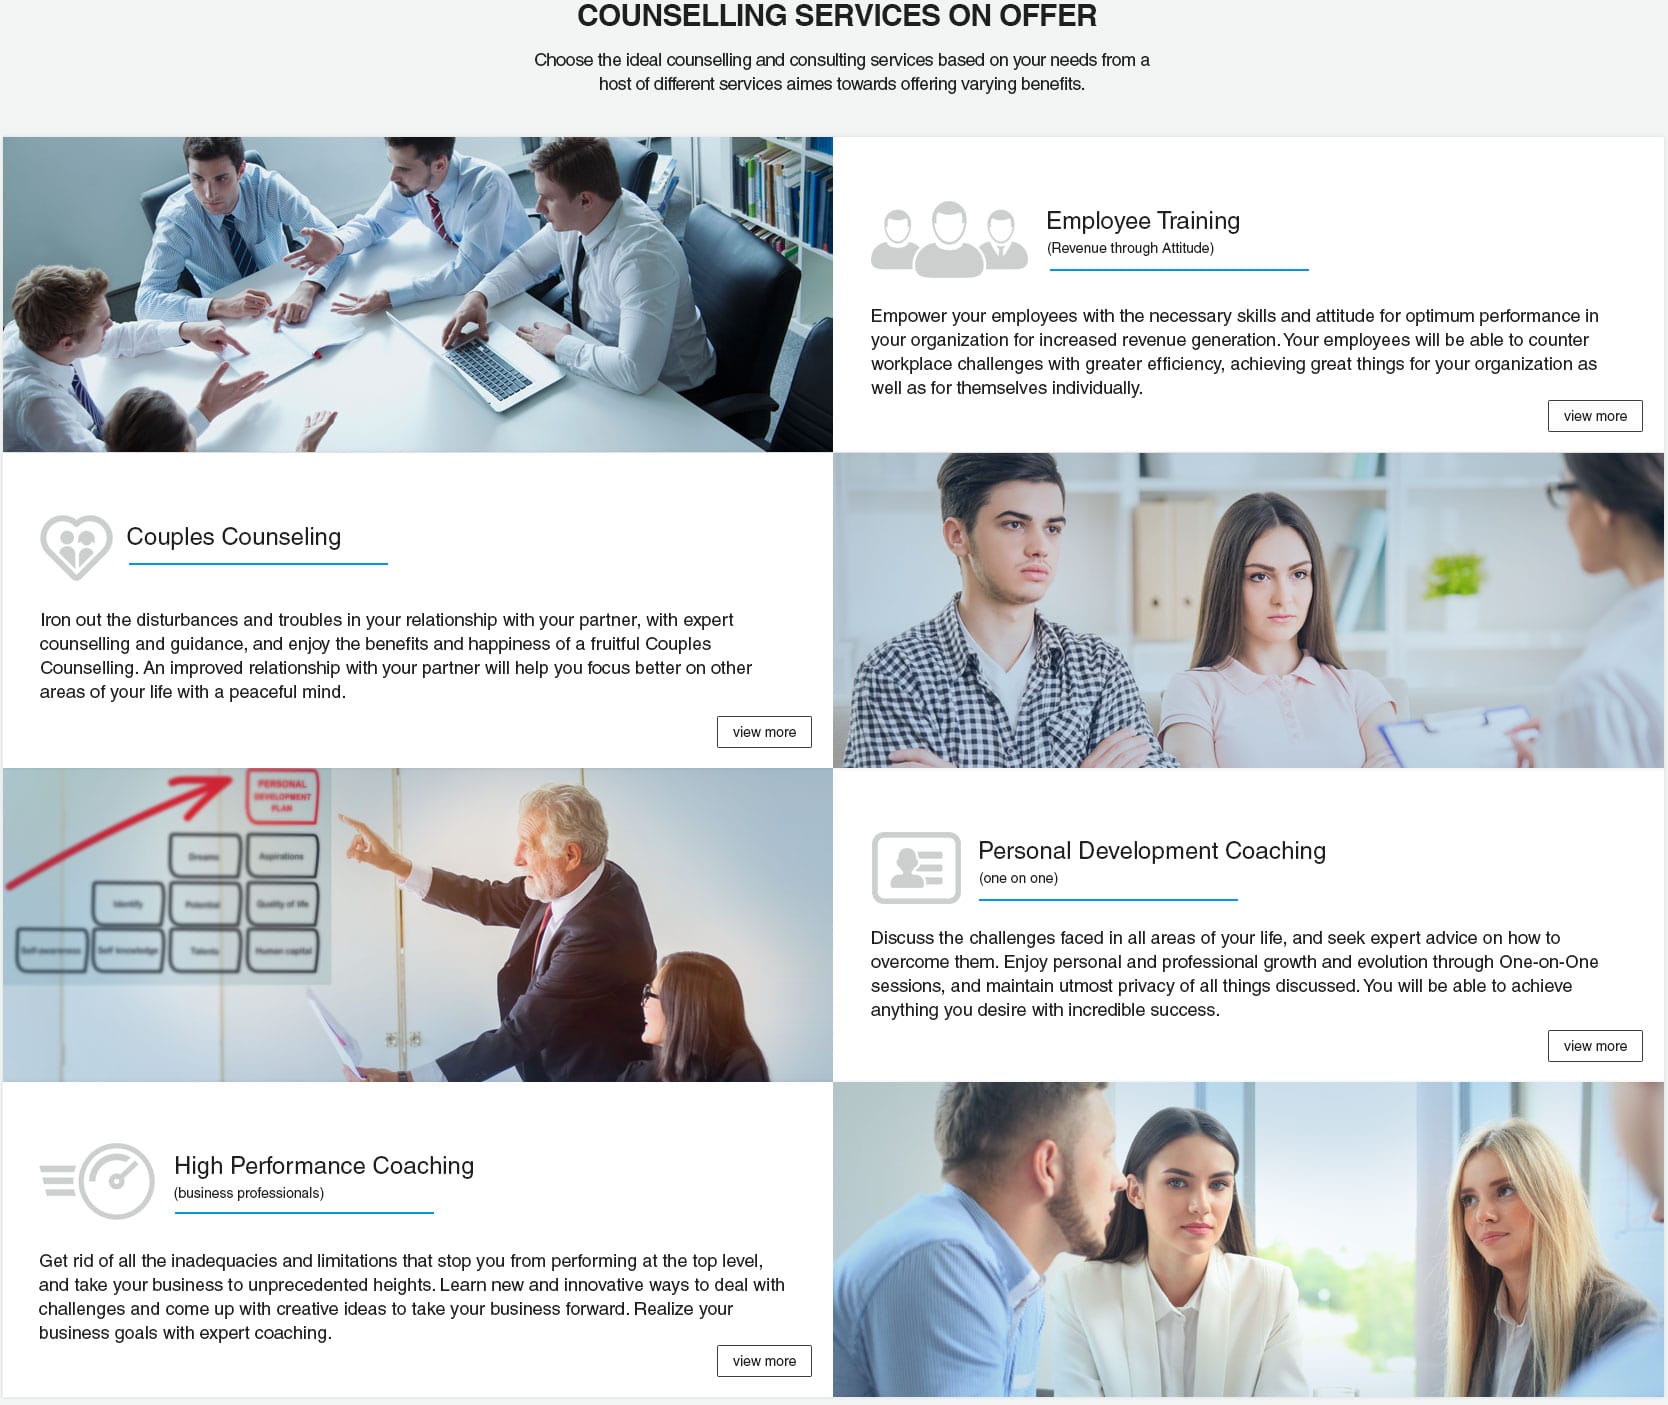 COUNSELLING SERVICES ON OFFER
Choose the ideal counselling and consulting services based on your needs from a
host of different services aimes towards offering varying benefits.
Employee Training
(Revenue through Attitude)
Empower your employees with the necessary skills and attitude for optimum performance in
your organization for increased revenue generation. Your employees will be able to counter
workplace challenges with greater efficiency, achieving great things for your organization as
well as for themselves individually.
view more
Couples Counseling
Iron out the disturbances and troubles in your relationship with your partner, with expert
counselling and guidance, and enjoy the benefits and happiness of a fruitful Couples
Counselling. An improved relationship with your partner will help you focus better on other
areas of your life with a peaceful mind.
view more
PERSONAL
DEVELOPMENT
PLAN
Dreams
Aspirations
Identify
Potential
Quality of life
Self-awareness
Self knowledge
Talents
Human capital
Personal Development Coaching
(one on one)
Discuss the challenges faced in all areas of your life, and seek expert advice on how to
overcome them. Enjoy personal and professional growth and evolution through One-on-One
sessions, and maintain utmost privacy of all things discussed. You will be able to achieve
anything you desire with incredible success.
view more
High Performance Coaching
(business professionals)
Get rid of all the inadequacies and limitations that stop you from performing at the top level,
and take your business to unprecedented heights. Learn new and innovative ways to deal with
challenges and come up with creative ideas to take your business forward. Realize your
business goals with expert coaching.
view more